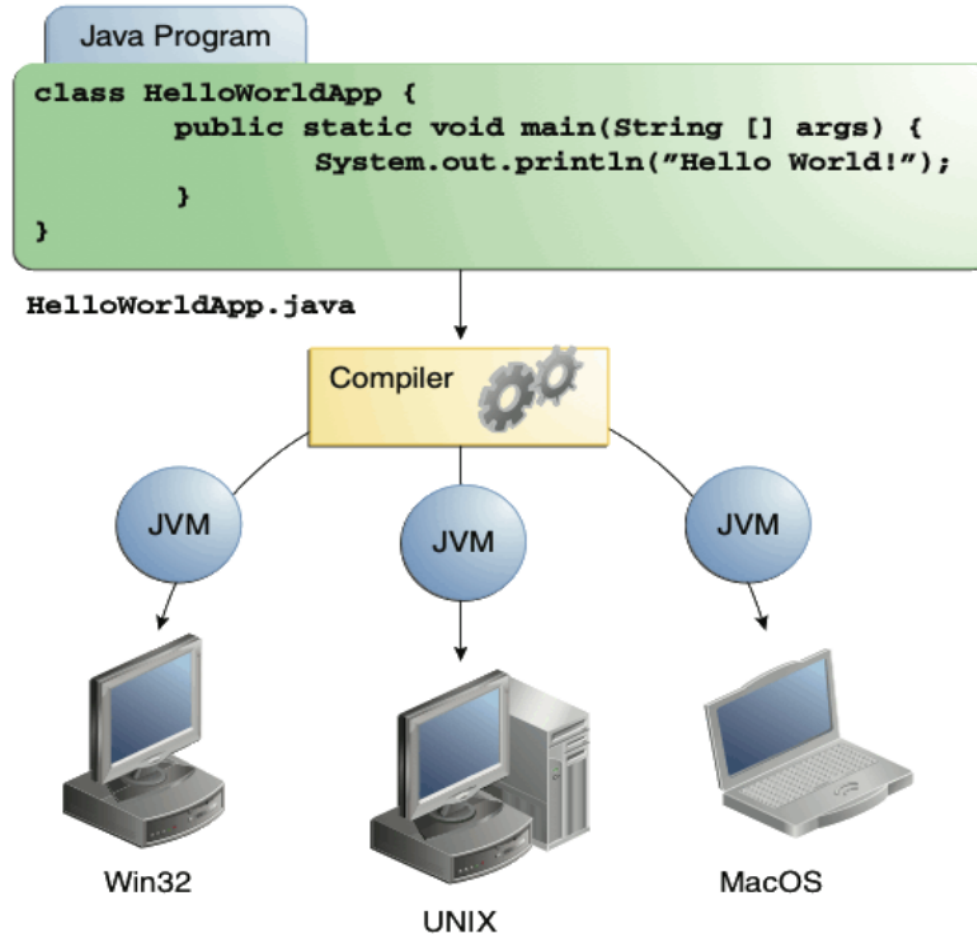 Java Program
class HelloWorldApp {
public static void main(String [] args) {
System.out.println(”Hello World!”);
}
}
HelloWorldApp.java
Compiler
JVM
JVM
JVM
Win32
UNIX
MacOS